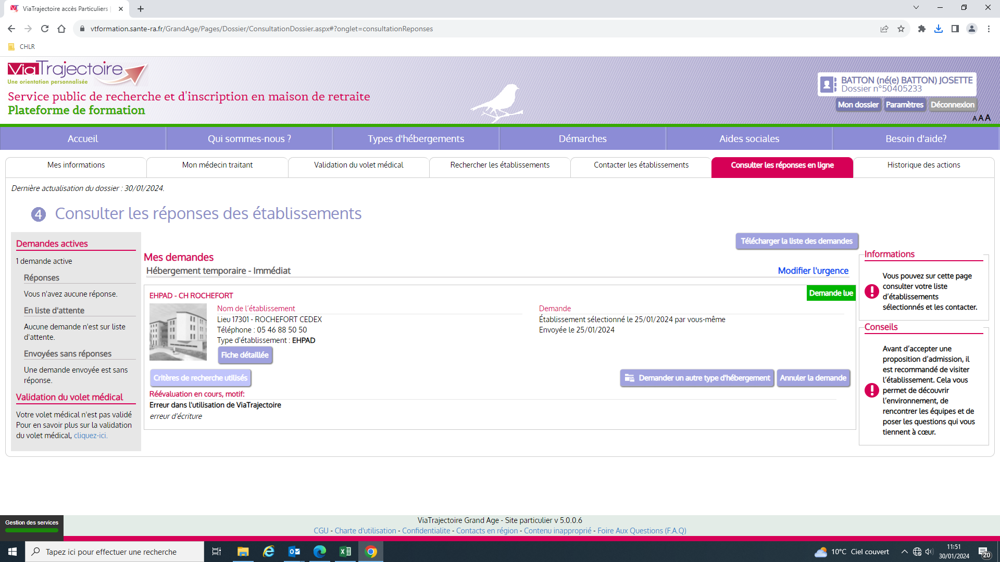 ViaTrajectoire accès Particuliers |
vtformation.sante-ra.fr/GrandAge/Pages/Dossier/ConsultationDossier.aspx#?onglet=consultationReponses
CHLR
ViaTrajectoire
Une orientation personnalisée
Service public de recherche et d'inscription en maison de retraite
Plateforme de formation
BATTON (né(e) BATTON) JOSETTE
Dossier n°50405233
Mon dossier Paramètres Déconnexion
A A A
Accueil Qui sommes-nous ? Types d'hébergements Démarches Aides sociales Besoin d'aide?
Mes informations Mon médecin traitant Validation du volet médical Rechercher les établissements Contacter les établissements Consulter les réponses en ligne Historique des actions
Dernière actualisation du dossier : 30/01/2024.
4 Consulter les réponses des établissements
Demandes actives
1 demande active
Réponses
Vous n'avez aucune réponse.
En liste d'attente
Aucune demande n'est sur liste
d'attente.
Envoyées sans réponses
Une demande envoyée est sans
réponse.
Validation du volet médical
Votre volet médical n'est pas validé
Pour en savoir plus sur la validation
du volet médical, cliquez-ici.
Télécharger la liste des demandes
Mes demandes
Hébergement temporaire - Immédiat
Modifier l'urgence
EHPAD - CH ROCHEFORT
Demande lue
Nom de l’établissement
Lieu 17301 - ROCHEFORT CEDEX
Téléphone : 05 46 88 50 50
Type d'établissement : EHPAD
Fiche détaillée
Demande
Établissement sélectionné le 25/01/2024 par vous-même
Envoyée le 25/01/2024
Critères de recherche utilisés
Demander un autre type d'hébergement
Annuler la demande
Réévaluation en cours, motif:
Erreur dans l'utilisation de ViaTrajectoire
erreur d'écriture
Informations
Vous pouvez sur cette page
consulter votre liste
d’établissements
sélectionnés et les contacter.
Conseils
Avant d’accepter une
proposition d’admission, il
est recommandé de visiter
l’établissement. Cela vous
permet de découvrir
l’environnement, de
rencontrer les équipes et de
poser les questions qui vous
tiennent à cœur.
Gestion des services
ViaTrajectoire Grand Age - Site particulier v 5.0.0.6
CGU - Charte d'utilisation - Confidentialite - Contacts en région - Contenu inapproprié - Foire Aux Questions (F.A.Q)
Tapez ici pour effectuer une recherche
10°C Ciel couvert
11:51
30/01/2024
20